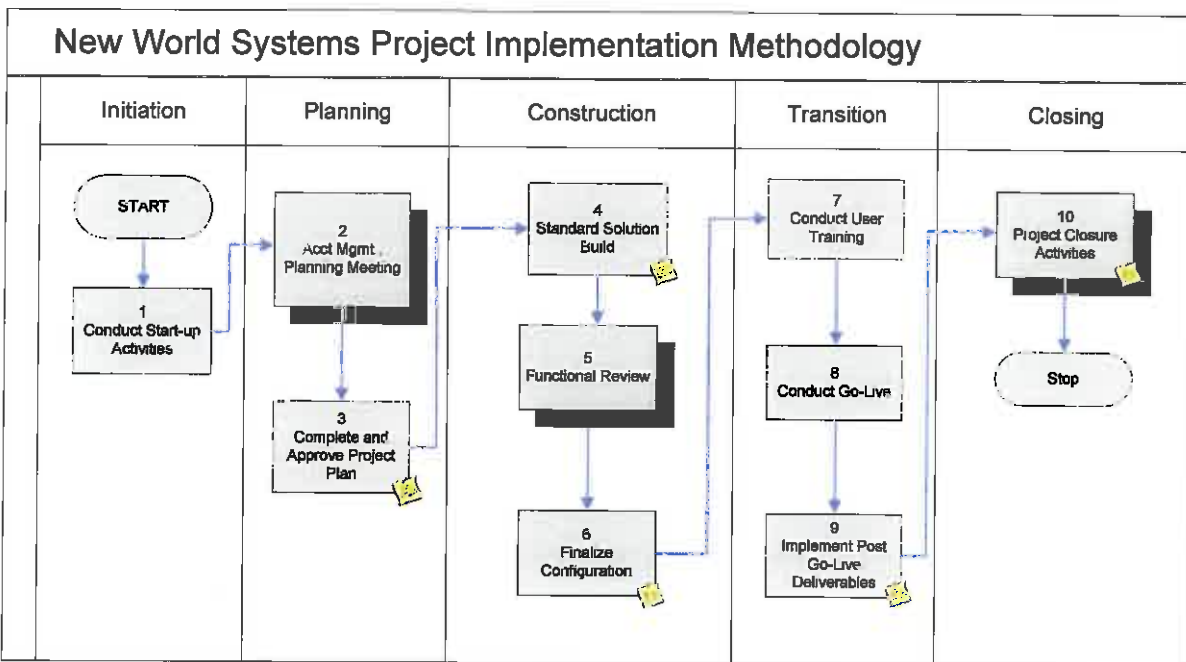 New World Systems Project Implementation Methodology
Initiation
Planning
Construction
Transition
Closing
START
1
Conduct Start-up
Activities
2
Acct Mgmt
Planning Meeting
3
Complete and
Approve Project
Plan
4
Standard Solution
Build
5
Functional Review
6
Finalize
Configuration
7
Conduct User
Training
8
Conduct Go-Live
9
Implement Post
Go-Live
Deliverables
10
Project Closure
Activities
Stop